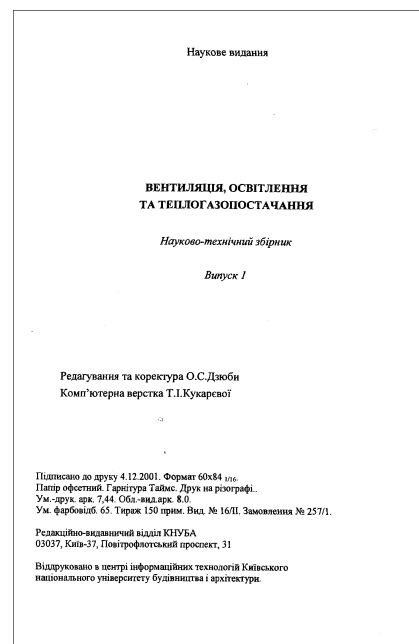 Наукове видання
ВЕНТИЛЯЦІЯ, ОСВІТЛЕННЯ
ТА ТЕПЛОГАЗОПОСТАЧАННЯ
Науково-технічний збірник
Випуск 1
Редагування та коректура О.С.Дзюби
Комп'ютерна верстка Т.І.Кукарєвої
Підписано до друку 4.12.2001. Формат 60х84 1/16.
Папір офсетний. Гарнітура Таймс. Друк на різографі..
Ум.-друк. арк. 7,44. Обл.-вид.арк. 8.0.
Ум. фарбовідб. 65. Тираж 150 прим. Вид. № 16/ІІ. Замовлення № 257/1.
Редакційно-видавничий відділ КНУБА
03037, Київ-37, Повітрофлотський проспект, 31
Віддруковано в центрі інформаційних технологій Київського
національного університету будівництва і архітектури.